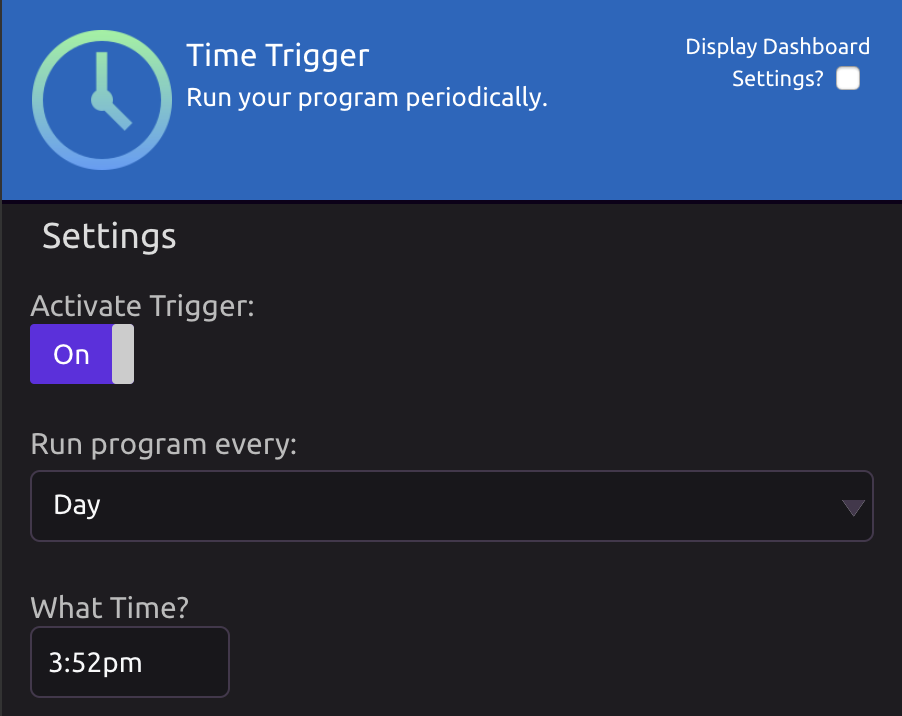 Time Trigger
Run your program periodically.
Display Dashboard
Settings?
Settings
Activate Trigger:
On
Run program every:
Day
What Time?
3:52pm